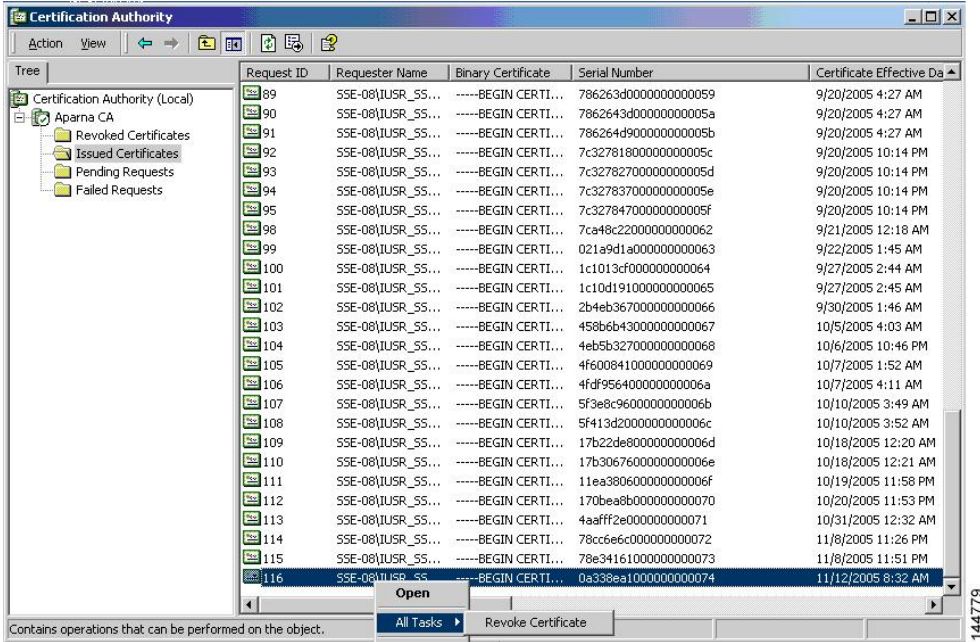 Certification Authority
Action View
Tree
Certification Authority (Local)
Aparna CA
Revoked Certificates
Issued Certificates
Pending Requests
Failed Requests
Request ID Requester Name Binary Certificate Serial Number Certificate Effective Da
89 SSE-08\IUSR_SS... -----BEGIN CERTI... 786263d0000000000059 9/20/2005 4:27 AM
90 SSE-08\IUSR_SS... -----BEGIN CERTI... 7862643d00000000005a 9/20/2005 4:27 AM
91 SSE-08\IUSR_SS... -----BEGIN CERTI... 786264d900000000005b 9/20/2005 4:27 AM
92 SSE-08\IUSR_SS... -----BEGIN CERTI... 7c32781800000000005c 9/20/2005 10:14 PM
93 SSE-08\IUSR_SS... -----BEGIN CERTI... 7c32782700000000005d 9/20/2005 10:14 PM
94 SSE-08\IUSR_SS... -----BEGIN CERTI... 7c32783700000000005e 9/20/2005 10:14 PM
95 SSE-08\IUSR_SS... -----BEGIN CERTI... 7c32784700000000005f 9/20/2005 10:14 PM
98 SSE-08\IUSR_SS... -----BEGIN CERTI... 7ca48c22000000000062 9/21/2005 12:18 AM
99 SSE-08\IUSR_SS... -----BEGIN CERTI... 021a9d1a000000000063 9/22/2005 1:45 AM
100 SSE-08\IUSR_SS... -----BEGIN CERTI... 1c1013cf000000000064 9/27/2005 2:44 AM
101 SSE-08\IUSR_SS... -----BEGIN CERTI... 1c10d191000000000065 9/27/2005 2:45 AM
102 SSE-08\IUSR_SS... -----BEGIN CERTI... 2b4eb367000000000066 9/30/2005 1:46 AM
103 SSE-08\IUSR_SS... -----BEGIN CERTI... 458b6b43000000000067 10/5/2005 4:03 AM
104 SSE-08\IUSR_SS... -----BEGIN CERTI... 4eb5b327000000000068 10/6/2005 10:46 PM
105 SSE-08\IUSR_SS... -----BEGIN CERTI... 4f600841000000000069 10/7/2005 1:52 AM
106 SSE-08\IUSR_SS... -----BEGIN CERTI... 4fdf956400000000006a 10/7/2005 4:11 AM
107 SSE-08\IUSR_SS... -----BEGIN CERTI... 5f3e8c9600000000006b 10/10/2005 3:49 AM
108 SSE-08\IUSR_SS... -----BEGIN CERTI... 5f413d2000000000006c 10/10/2005 3:52 AM
109 SSE-08\IUSR_SS... -----BEGIN CERTI... 17b22de800000000006d 10/18/2005 12:20 AM
110 SSE-08\IUSR_SS... -----BEGIN CERTI... 17b3067600000000006e 10/18/2005 12:21 AM
111 SSE-08\IUSR_SS... -----BEGIN CERTI... 11ea380600000000006f 10/19/2005 11:58 PM
112 SSE-08\IUSR_SS... -----BEGIN CERTI... 170bea8b000000000070 10/20/2005 11:53 PM
113 SSE-08\IUSR_SS... -----BEGIN CERTI... 4aafff2e000000000071 10/31/2005 12:32 AM
114 SSE-08\IUSR_SS... -----BEGIN CERTI... 78cc6e6c000000000072 11/8/2005 11:26 PM
115 SSE-08\IUSR_SS... -----BEGIN CERTI... 78e34161000000000073 11/8/2005 11:51 PM
116 SSE-08\IUSR_SS... -----BEGIN CERTI... 0a338ea1000000000074 11/12/2005 8:32 AM
Open
All Tasks Revoke Certificate
Contains operations that can be performed on the object.